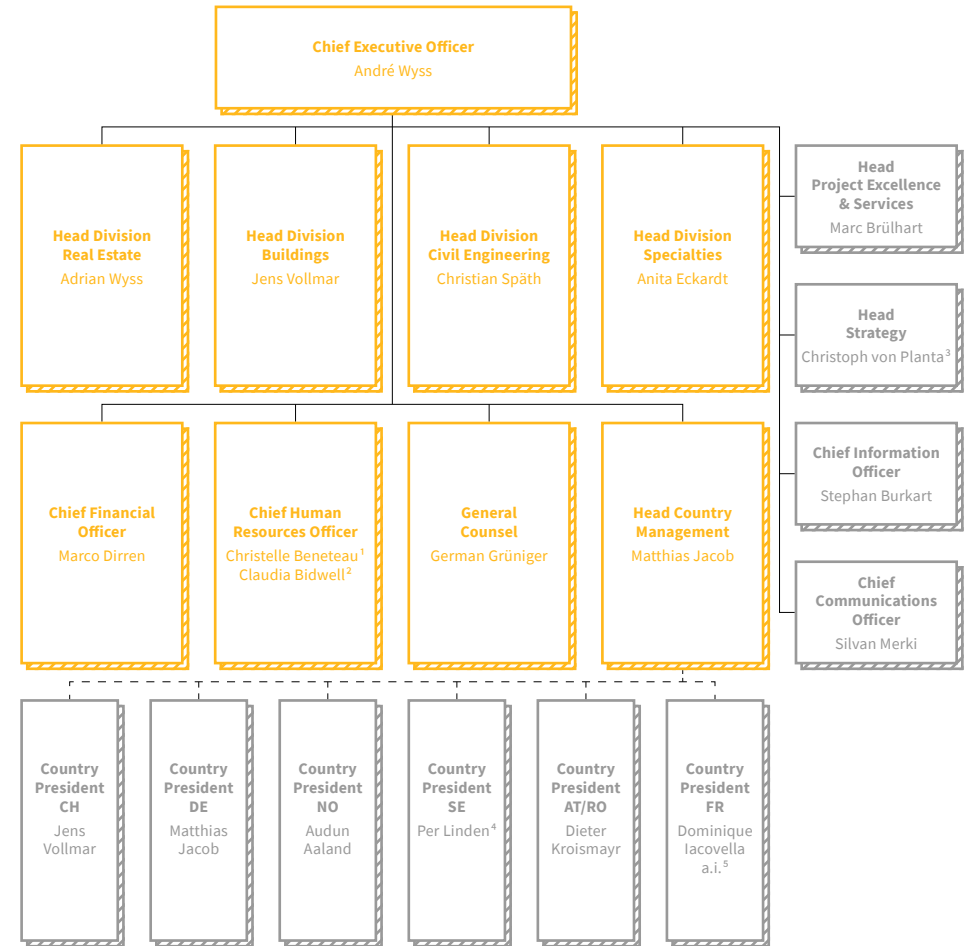 Chief Executive Officer
André Wyss
Head Division
Real Estate
Adrian Wyss
Head Division
Buildings
Jens Vollmar
Head Division
Civil Engineering
Christian Späth
Head Division
Specialties
Anita Eckardt
Head
Project Excellence
& Services
Marc Brülhart
Head
Strategy
Christoph von Planta³
Chief Financial
Officer
Marco Dirren
Chief Human
Resources Officer
Christelle Beneteau¹
Claudia Bidwell²
General
Counsel
German Grüniger
Head Country
Management
Matthias Jacob
Chief Information
Officer
Stephan Burkart
Chief
Communications
Officer
Silvan Merki
Country
President
CH
Jens
Vollmar
Country
President
DE
Matthias
Jacob
Country
President
NO
Audun
Aaland
Country
President
SE
Per Linden⁴
Country
President
AT/RO
Dieter
Kroismayr
Country
President
FR
Dominique
Iacovella
a.i.⁵